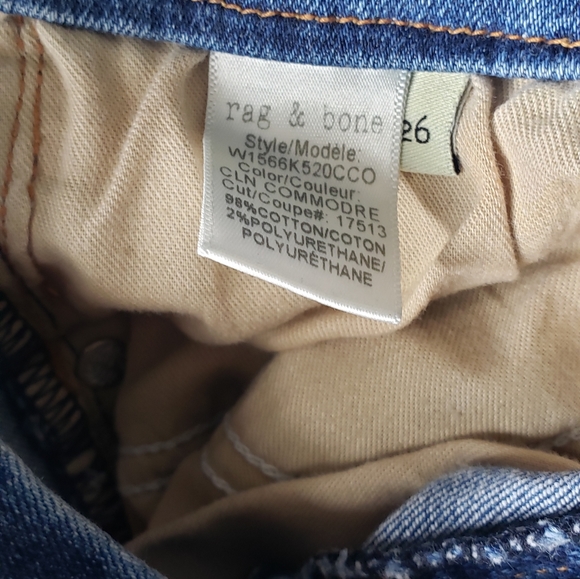 rag & bone
26
Style/Modèle:
W1566K520CCO
Color/Couleur:
CLN COMMODRE
Cut/Coupe#: 17513
98%COTTON/COTON
2%POLYURETHANE/
POLYURÉTHANE